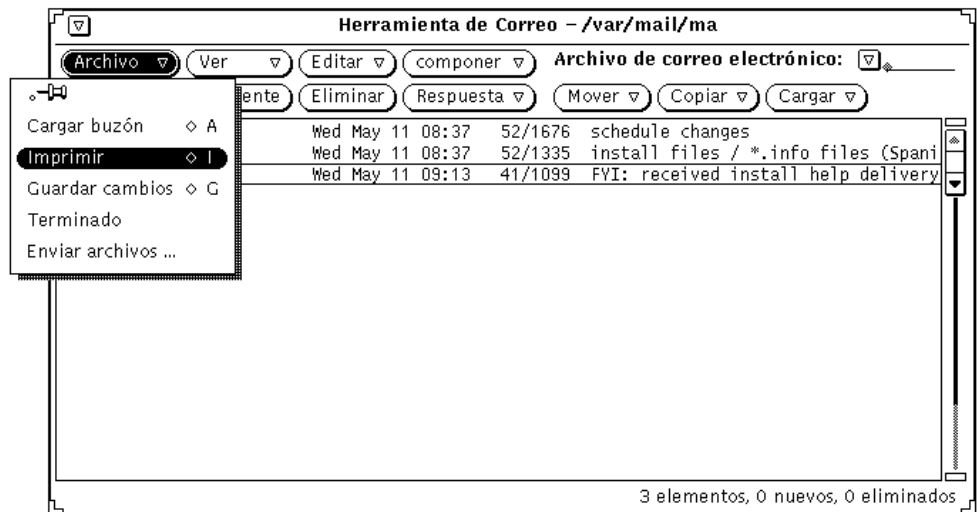 Herramienta de Correo – /var/mail/ma
Archivo Ver Editar componer Archivo de correo electrónico:
ente Eliminar Respuesta Mover Copiar Cargar
Cargar buzón ◇ A
Imprimir ◇ I
Guardar cambios ◇ G
Terminado
Enviar archivos ...
Wed May 11 08:37 52/1676 schedule changes
Wed May 11 08:37 52/1335 install files / *.info files (Spani
Wed May 11 09:13 41/1099 FYI: received install help delivery
3 elementos, 0 nuevos, 0 eliminados